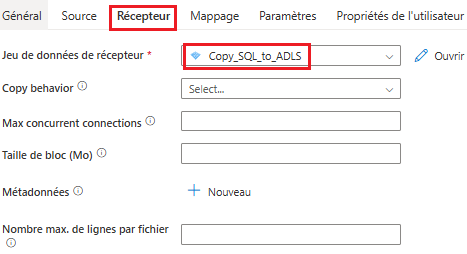 Général Source Récepteur Mappage Paramètres Propriétés de l'utilisateur
Jeu de données de récepteur * Copy_SQL_to_ADLS Ouvrir
Copy behavior Select...
Max concurrent connections
Taille de bloc (Mo)
Métadonnées Nouveau
Nombre max. de lignes par fichier